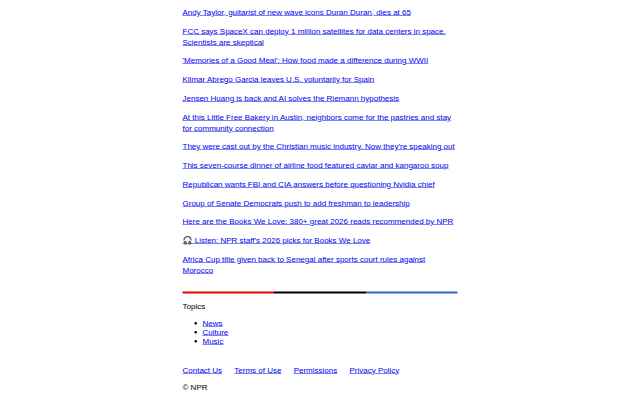 Andy Taylor, guitarist of new wave icons Duran Duran, dies at 65
FCC says SpaceX can deploy 1 million satellites for data centers in space.
Scientists are skeptical
'Memories of a Good Meal': How food made a difference during WWII
Kilmar Abrego Garcia leaves U.S. voluntarily for Spain
Jensen Huang is back and AI solves the Riemann hypothesis
At this Little Free Bakery in Austin, neighbors come for the pastries and stay
for community connection
They were cast out by the Christian music industry. Now they're speaking out
This seven-course dinner of airline food featured caviar and kangaroo soup
Republican wants FBI and CIA answers before questioning Nvidia chief
Group of Senate Democrats push to add freshman to leadership
Here are the Books We Love: 380+ great 2026 reads recommended by NPR
🎧 Listen: NPR staff's 2026 picks for Books We Love
Africa Cup title given back to Senegal after sports court rules against
Morocco
Topics
News
Culture
Music
Contact Us Terms of Use Permissions Privacy Policy
© NPR